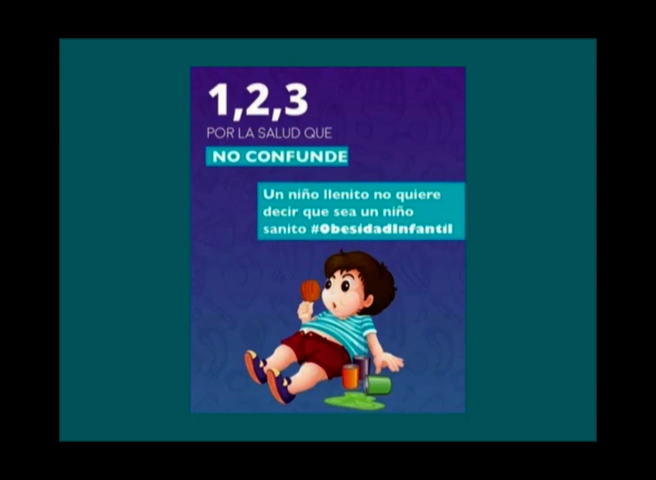 1,2,3
POR LA SALUD QUE
NO CONFUNDE
Un niño llenito no quiere
decir que sea un niño
sanito #ObesidadInfantil